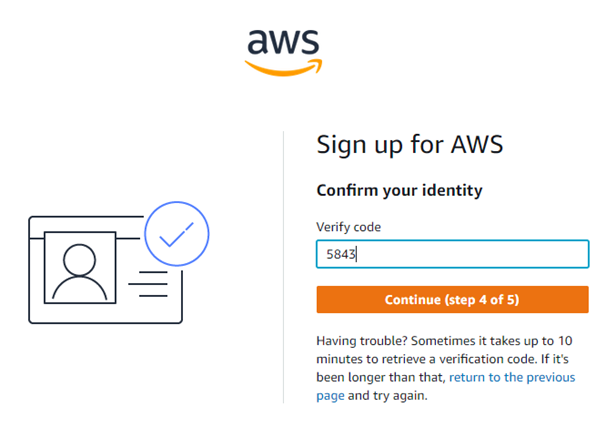 aws
Sign up for AWS
Confirm your identity
Verify code
5843
Continue (step 4 of 5)
Having trouble? Sometimes it takes up to 10
minutes to retrieve a verification code. If it's
been longer than that, return to the previous
page and try again.